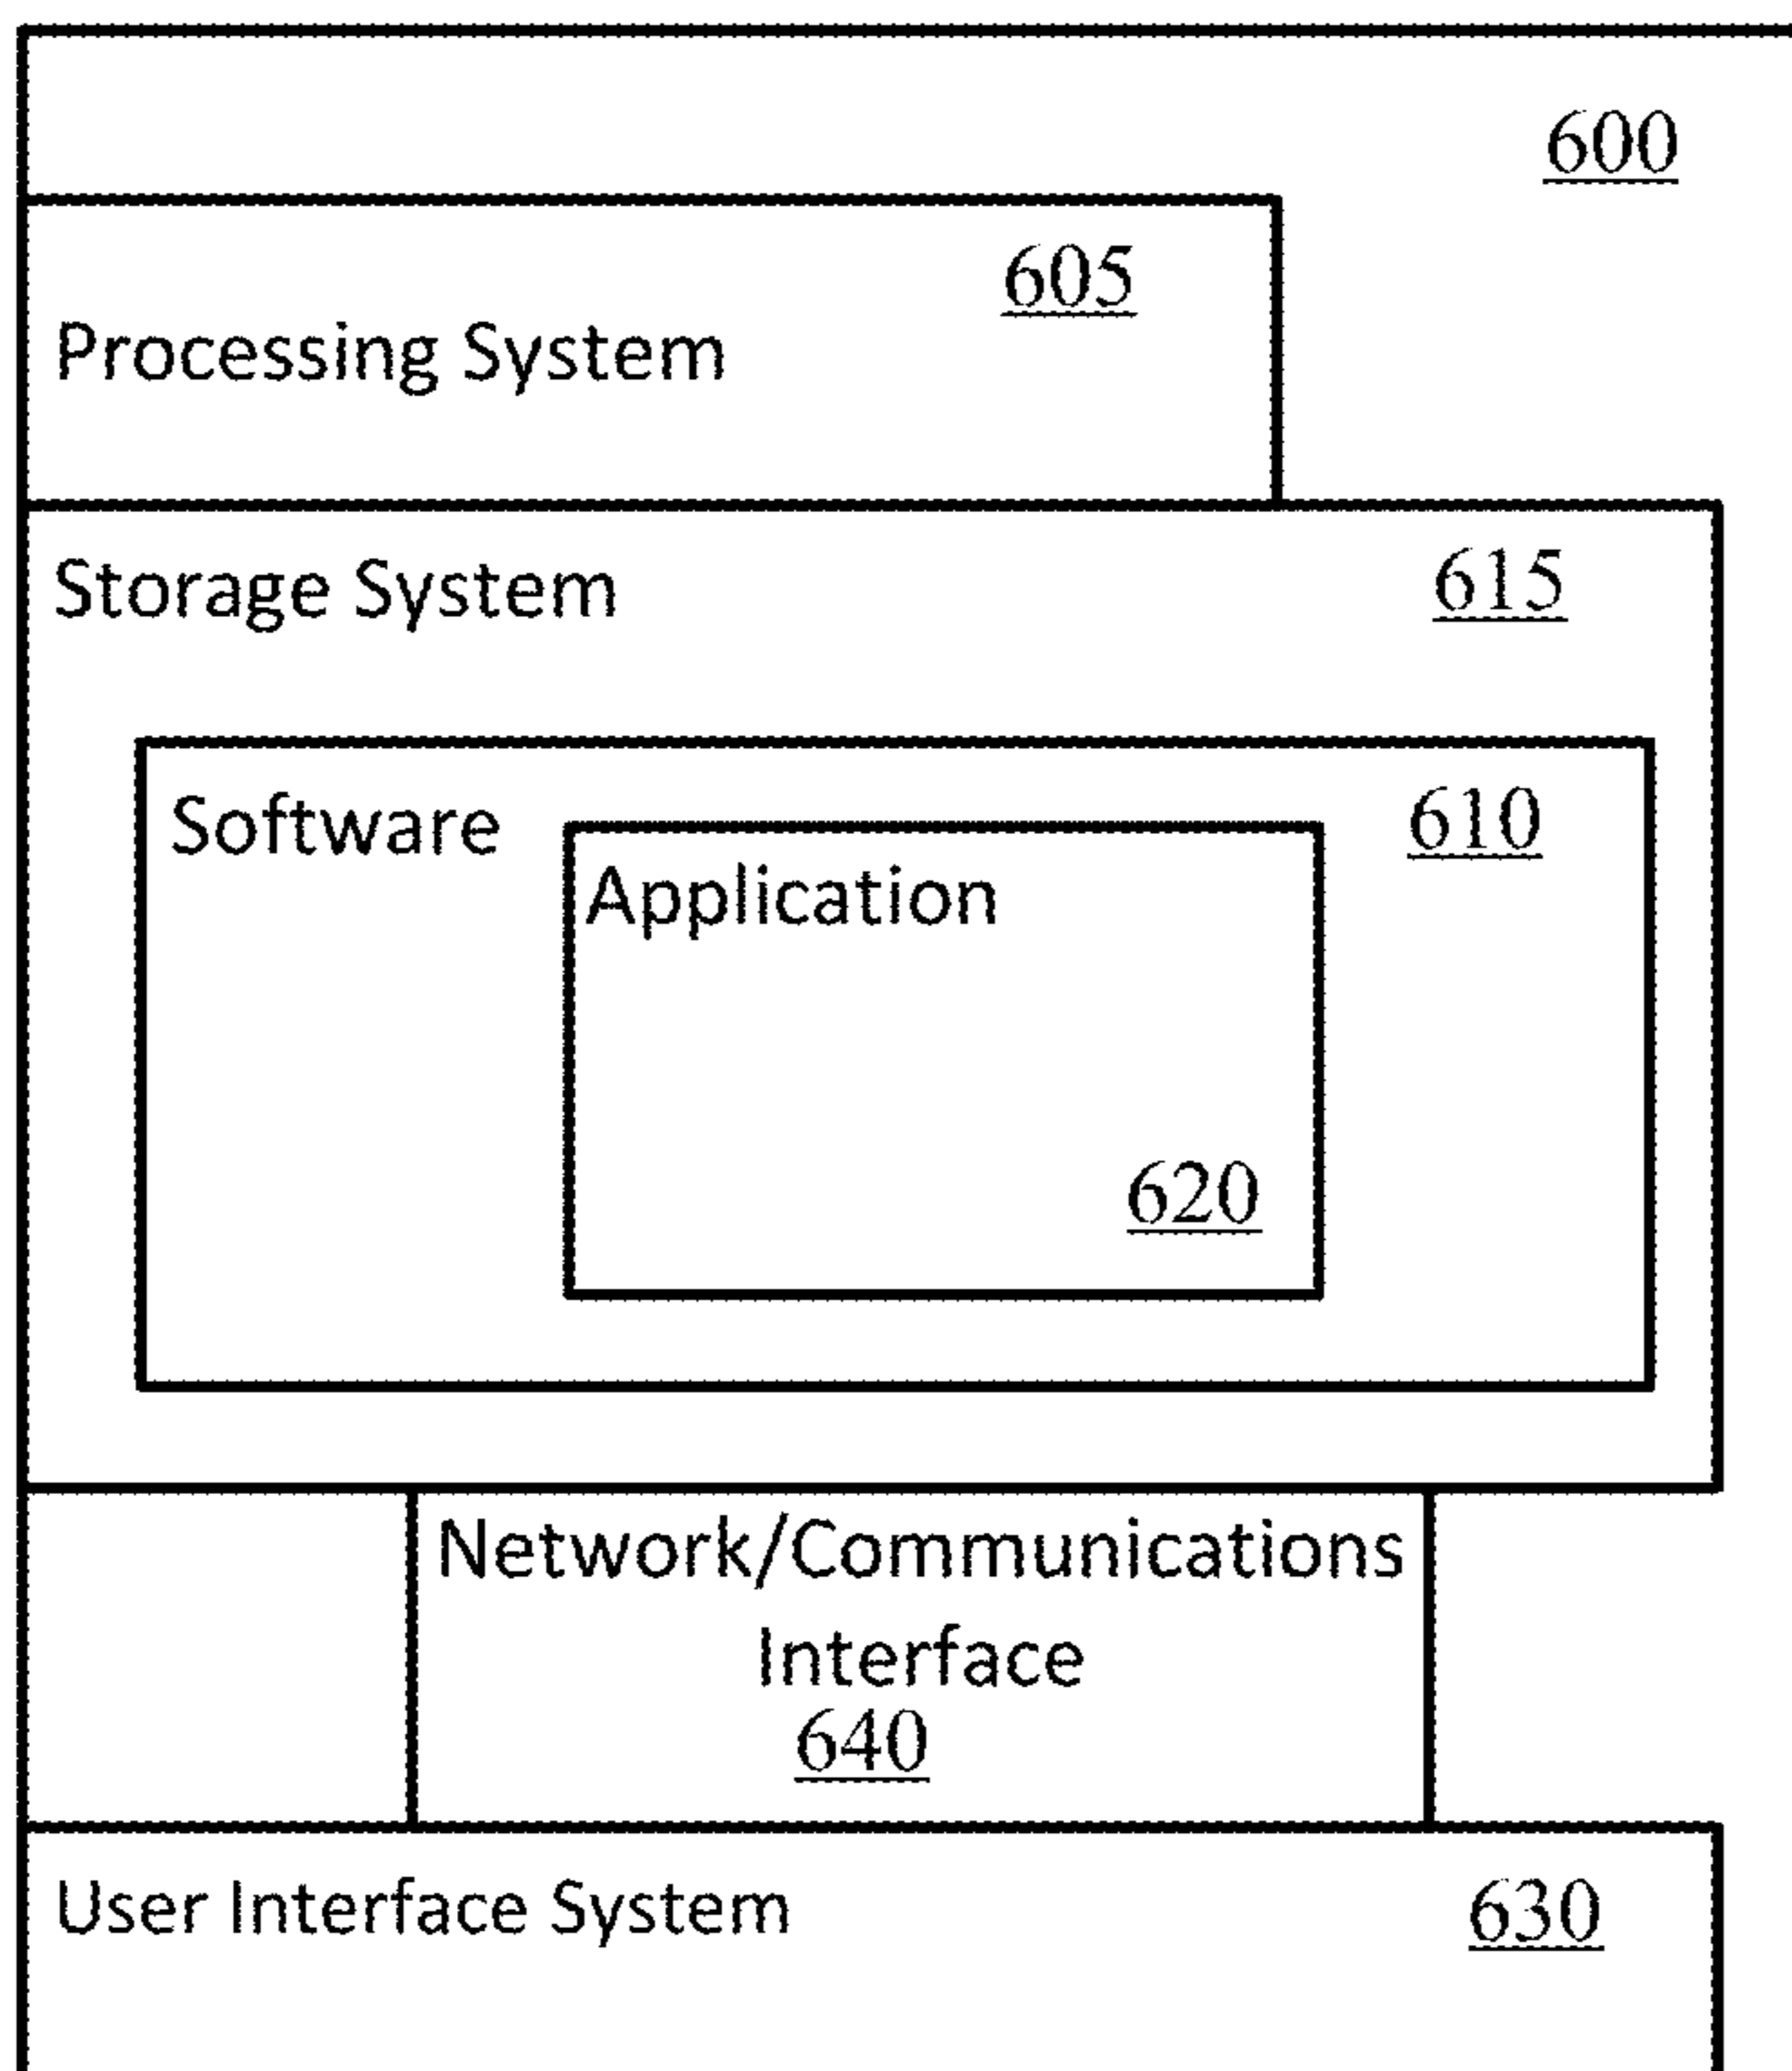 600
605
Processing System
Storage System 615
Software 610
Application
620
Network/Communications
Interface
640
User Interface System 630